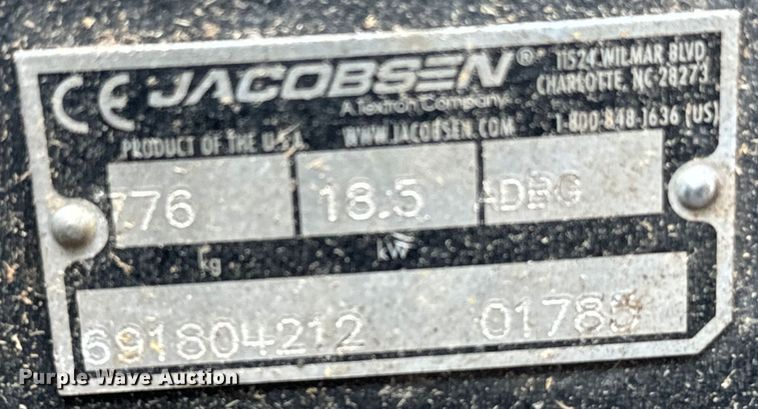 CE JACOBSEN® 11524 WILMAR BLVD
A Textron Company CHARLOTTE, NC 28273
PRODUCT OF THE U.S.A. WWW.JACOBSEN.COM 1-800-848-1636 (US)
776 18.5
kg kW
691804212 01785
Purple Wave Auction